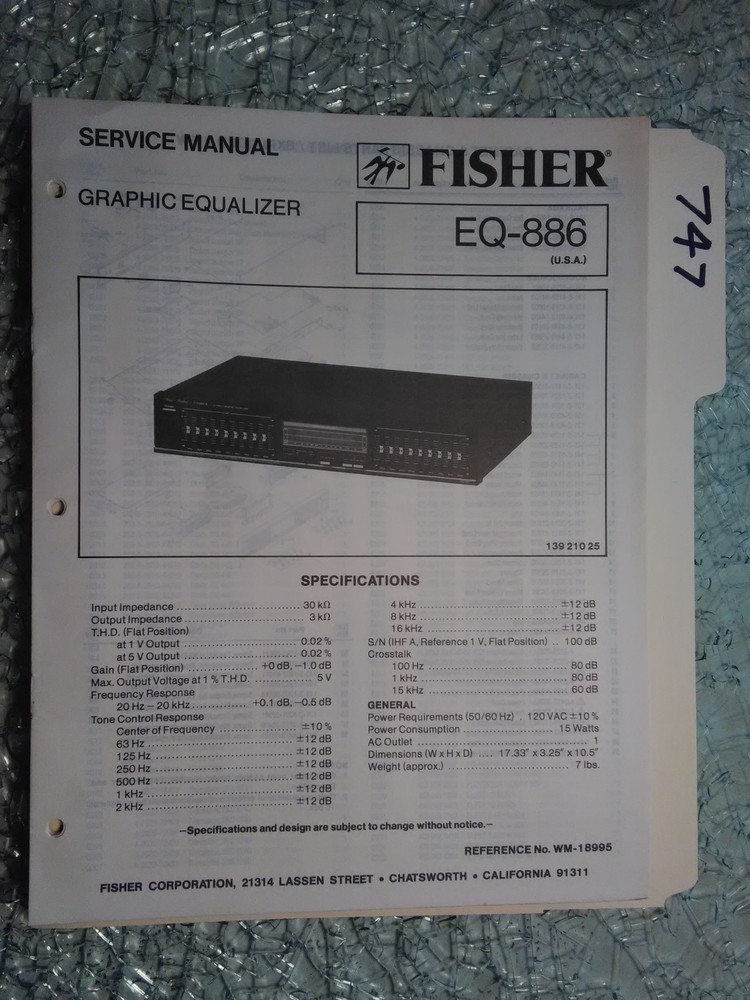 SERVICE MANUAL
FISHER®
GRAPHIC EQUALIZER
EQ-886
(U.S.A.)
747
139 210 25
SPECIFICATIONS
Input Impedance .............................. 30 kΩ
Output Impedance ............................ 3 kΩ
T.H.D. (Flat Position)
at 1 V Output ............................ 0.02 %
at 5 V Output ............................ 0.02 %
Gain (Flat Position) .................. +0 dB, −1.0 dB
Max. Output Voltage at 1 % T.H.D. .............. 5 V
Frequency Response
20 Hz – 20 kHz ............. +0.1 dB, −0.5 dB
Tone Control Response
Center of Frequency ................... ±10 %
63 Hz ................................... ±12 dB
125 Hz ................................. ±12 dB
250 Hz ................................. ±12 dB
500 Hz ................................. ±12 dB
1 kHz ................................... ±12 dB
2 kHz ................................... ±12 dB
4 kHz ................................... ±12 dB
8 kHz ................................... ±12 dB
16 kHz .................................. ±12 dB
S/N (IHF A, Reference 1 V, Flat Position) .. 100 dB
Crosstalk
100 Hz ................................... 80 dB
1 kHz .................................... 80 dB
15 kHz ................................... 60 dB
GENERAL
Power Requirements (50/60 Hz) . 120 VAC ±10 %
Power Consumption ....................... 15 Watts
AC Outlet ........................................ 1
Dimensions (W x H x D) .... 17.33" x 3.25" x 10.5"
Weight (approx.) .............................. 7 lbs.
–Specifications and design are subject to change without notice.–
REFERENCE No. WM-18995
FISHER CORPORATION, 21314 LASSEN STREET • CHATSWORTH • CALIFORNIA 91311